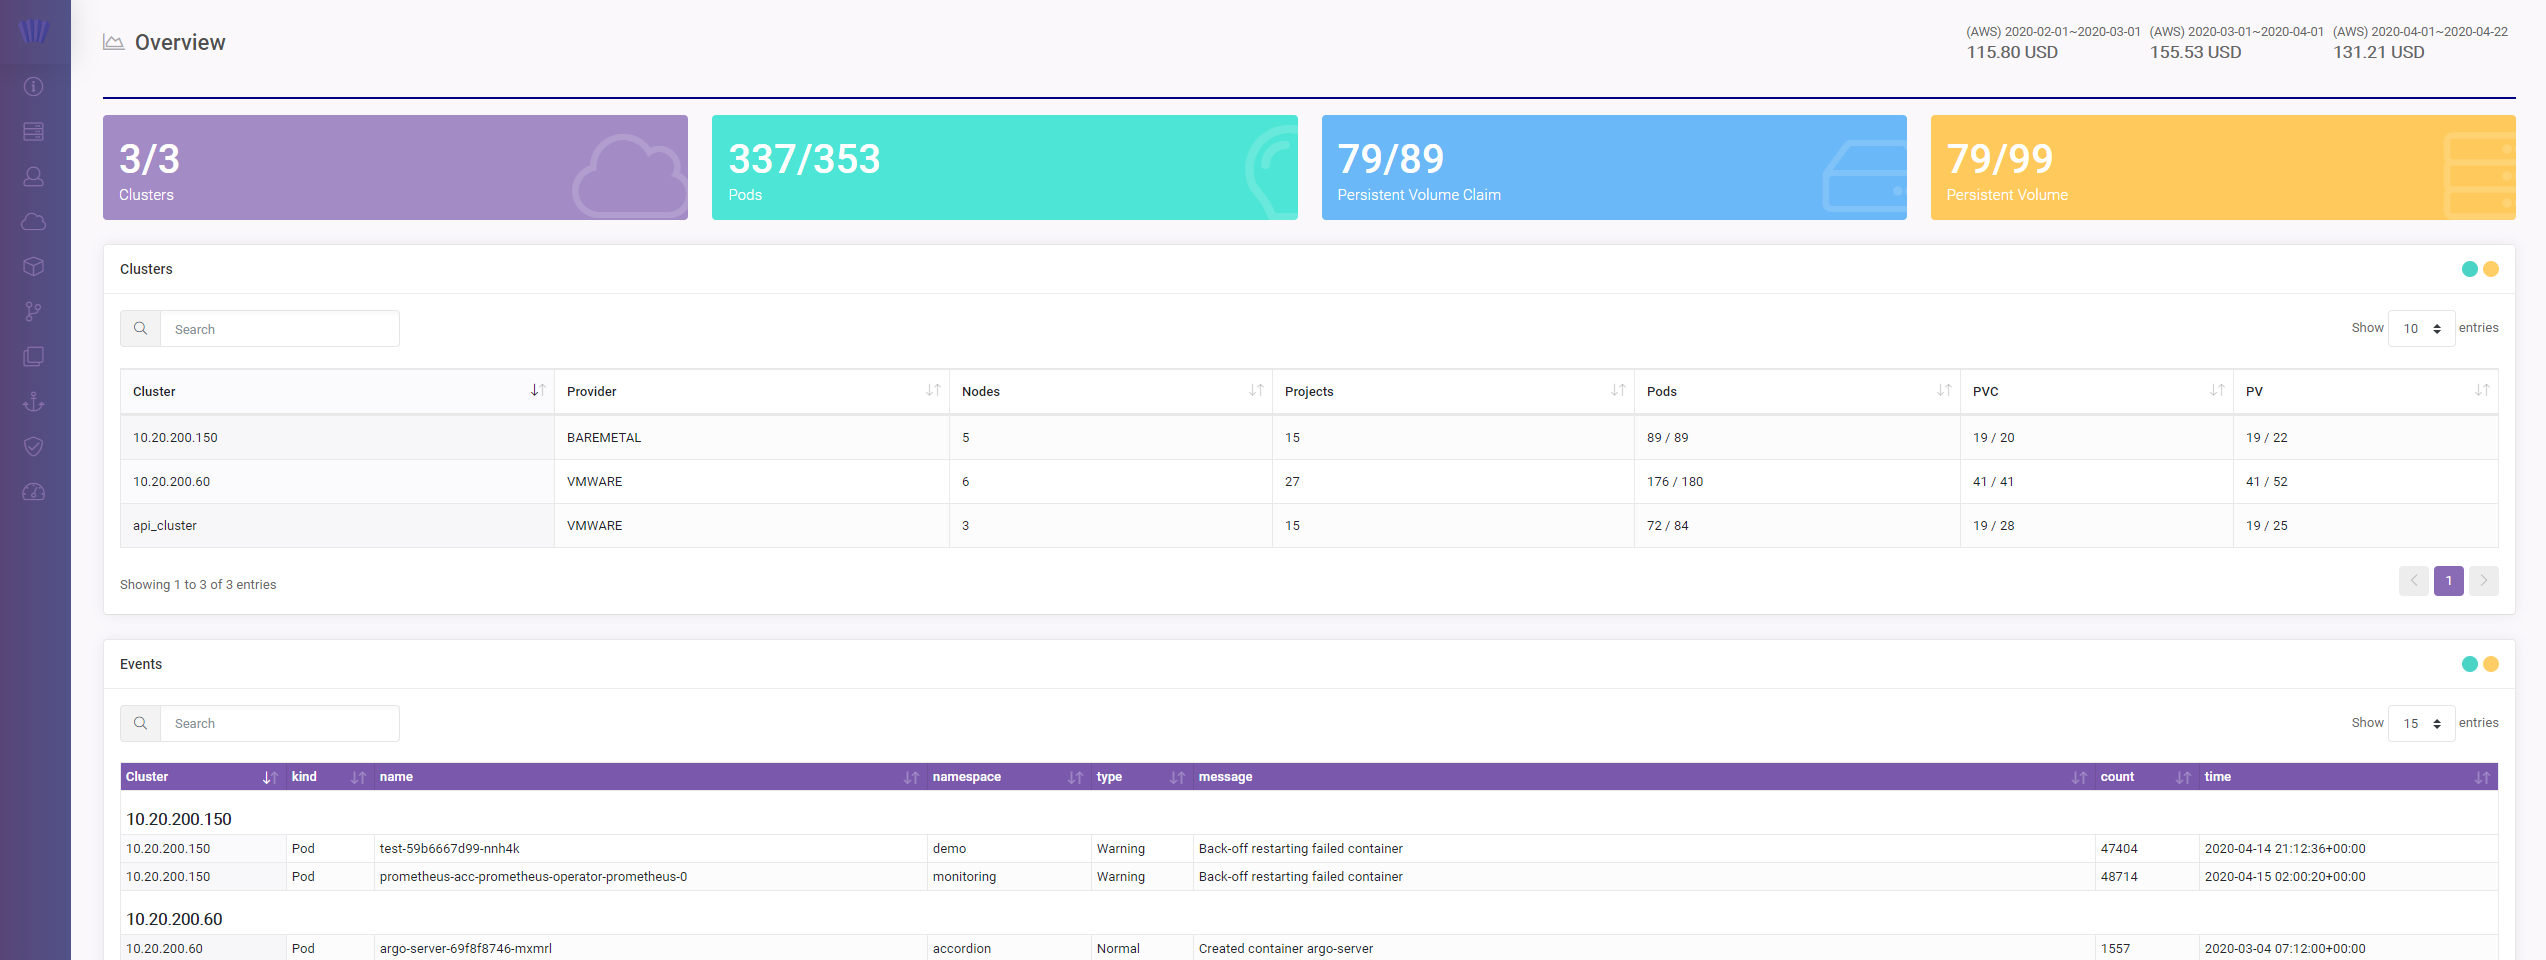 Overview
(AWS) 2020-02-01~2020-03-01 (AWS) 2020-03-01~2020-04-01 (AWS) 2020-04-01~2020-04-22
115.80 USD 155.53 USD 131.21 USD
3/3 337/353 79/89 79/99
Clusters Pods Persistent Volume Claim Persistent Volume
Clusters
Search Show 10 entries
Cluster Provider Nodes Projects Pods PVC PV
10.20.200.150 BAREMETAL 5 15 89 / 89 19 / 20 19 / 22
10.20.200.60 VMWARE 6 27 176 / 180 41 / 41 41 / 52
api_cluster VMWARE 3 15 72 / 84 19 / 28 19 / 25
Showing 1 to 3 of 3 entries 1
Events
Search Show 15 entries
Cluster kind name namespace type message count time
10.20.200.150
10.20.200.150 Pod test-59b6667d99-nnh4k demo Warning Back-off restarting failed container 47404 2020-04-14 21:12:36+00:00
10.20.200.150 Pod prometheus-acc-prometheus-operator-prometheus-0 monitoring Warning Back-off restarting failed container 48714 2020-04-15 02:00:20+00:00
10.20.200.60
10.20.200.60 Pod argo-server-69f8f8746-mxmrl accordion Normal Created container argo-server 1557 2020-03-04 07:12:00+00:00